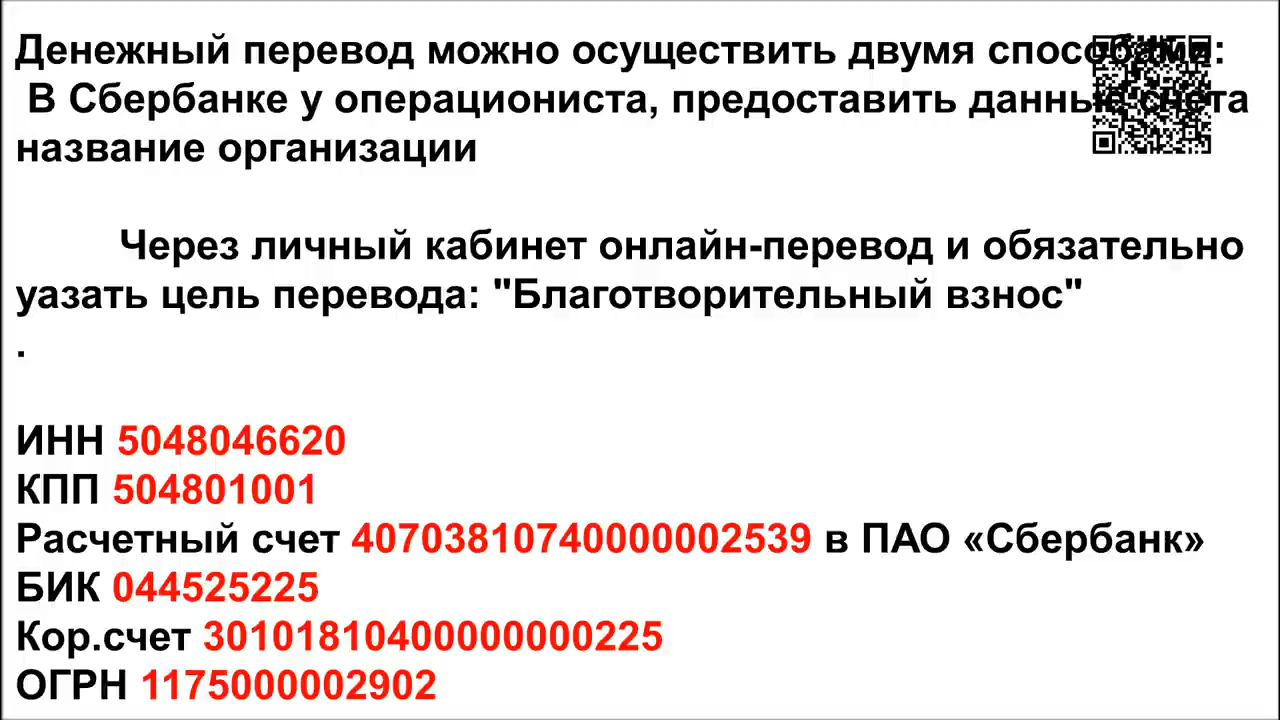 Денежный перевод можно осуществить двумя способами:
В Сбербанке у операциониста, предоставить данные счета
название организации
Через личный кабинет онлайн-перевод и обязательно
уазать цель перевода: "Благотворительный взнос"
.
ИНН 5048046620
КПП 504801001
Расчетный счет 40703810740000002539 в ПАО «Сбербанк»
БИК 044525225
Кор.счет 30101810400000000225
ОГРН 1175000002902